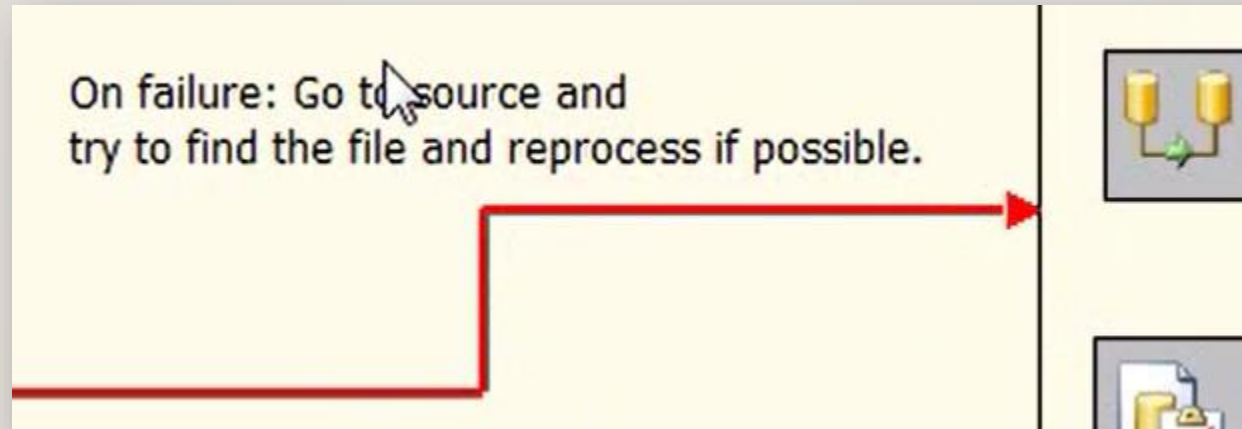 On failure: Go to source and
try to find the file and reprocess if possible.